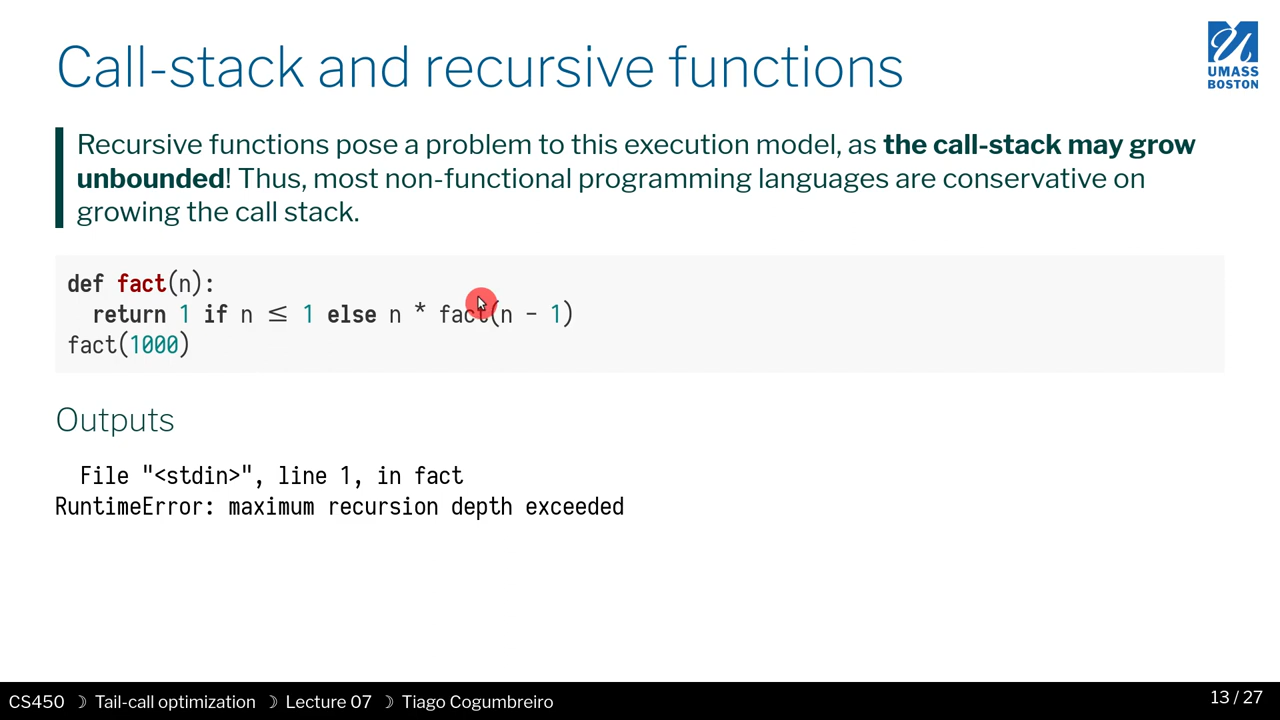 Call-stack and recursive functions
UMASS
BOSTON
Recursive functions pose a problem to this execution model, as the call-stack may grow
unbounded! Thus, most non-functional programming languages are conservative on
growing the call stack.
def fact(n):
  return 1 if n ≤ 1 else n * fact(n - 1)
fact(1000)
Outputs
  File "<stdin>", line 1, in fact
RuntimeError: maximum recursion depth exceeded
CS450 ☽ Tail-call optimization ☽ Lecture 07 ☽ Tiago Cogumbreiro
13 / 27